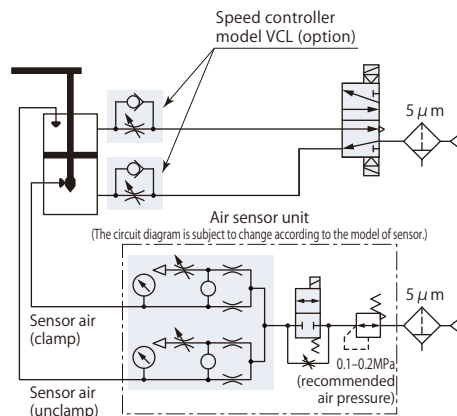 Speed controller
model VCL (option)
5 μm
Air sensor unit
(The circuit diagram is subject to change according to the model of sensor.)
5 μm
Sensor air
(clamp)
0.1–0.2MPa
(recommended
air pressure)
Sensor air
(unclamp)